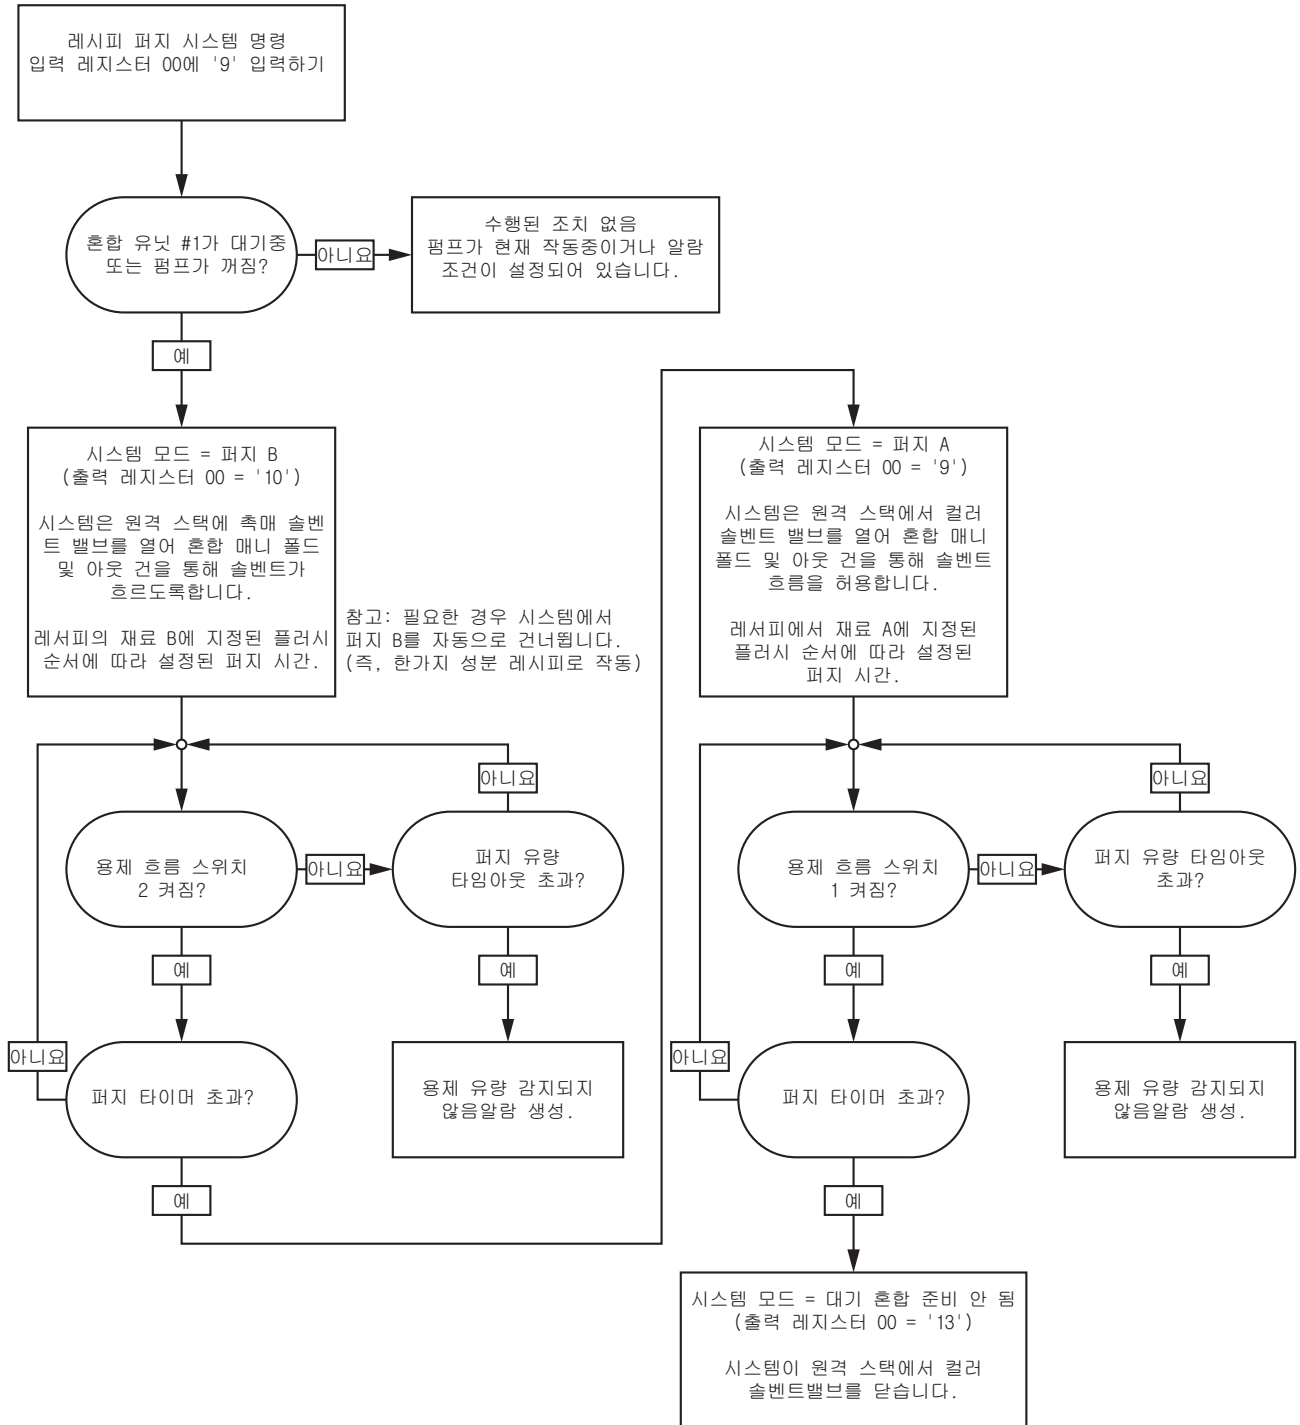 레시피 퍼지 시스템 명령
입력 레지스터 00에 '9' 입력하기
혼합 유닛 #1가 대기중
또는 펌프가 꺼짐?
아니요
수행된 조치 없음
펌프가 현재 작동중이거나 알람
조건이 설정되어 있습니다.
예
시스템 모드 = 퍼지 B
(출력 레지스터 00 = '10')
시스템은 원격 스택에 촉매 솔벤
트 밸브를 열어 혼합 매니 폴드
및 아웃 건을 통해 솔벤트가
흐르도록합니다.
레서피의 재료 B에 지정된 플러시
순서에 따라 설정된 퍼지 시간.
참고: 필요한 경우 시스템에서
퍼지 B를 자동으로 건너뜁니다.
(즉, 한가지 성분 레시피로 작동)
아니요
용제 흐름 스위치
2 켜짐?
아니요
퍼지 유량
타임아웃 초과?
예
예
아니요
퍼지 타이머 초과?
용제 유량 감지되지
않음알람 생성.
예
시스템 모드 = 퍼지 A
(출력 레지스터 00 = '9')
시스템은 원격 스택에서 컬러
솔벤트 밸브를 열어 혼합 매니
폴드 및 아웃 건을 통해 솔벤트
흐름을 허용합니다.
레서피에서 재료 A에 지정된
플러시 순서에 따라 설정된
퍼지 시간.
아니요
용제 흐름 스위치
1 켜짐?
아니요
퍼지 유량 타임아웃
초과?
예
예
아니요
퍼지 타이머 초과?
용제 유량 감지되지
않음알람 생성.
예
시스템 모드 = 대기 혼합 준비 안 됨
(출력 레지스터 00 = '13')
시스템이 원격 스택에서 컬러
솔벤트밸브를 닫습니다.